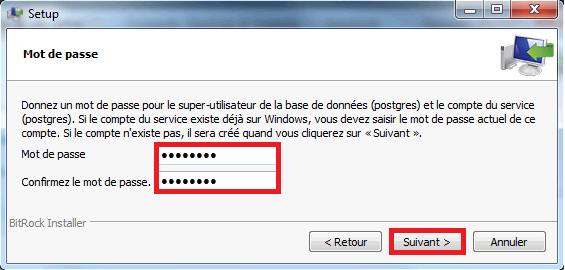 Setup
Mot de passe
Donnez un mot de passe pour le super-utilisateur de la base de données (postgres) et le compte du service
(postgres). Si le compte du service existe déjà sur Windows, vous devez saisir le mot de passe actuel de ce
compte. Si le compte n'existe pas, il sera créé quand vous cliquerez sur « Suivant ».
Mot de passe ••••••••
Confirmez le mot de passe. ••••••••
BitRock Installer
< Retour Suivant > Annuler